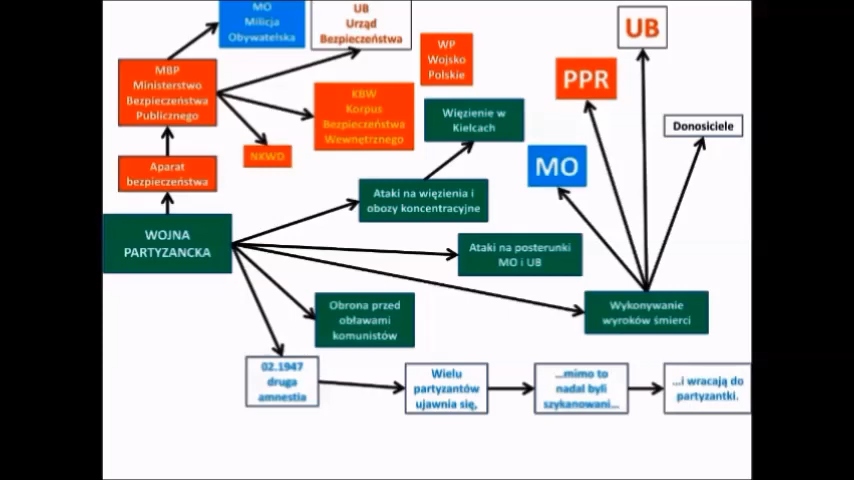 MO
Milicja
Obywatelska
UB
Urząd
Bezpieczeństwa
WP
Wojsko
Polskie
UB
MBP
Ministerstwo
Bezpieczeństwa
Publicznego
KBW
Korpus
Bezpieczeństwa
Wewnętrznego
PPR
Więzienie w
Kielcach
Donosiciele
NKWD
MO
Aparat
bezpieczeństwa
Ataki na więzienia i
obozy koncentracyjne
WOJNA
PARTYZANCKA
Ataki na posterunki
MO i UB
Obrona przed
obławami
komunistów
Wykonywanie
wyroków śmierci
02.1947
druga
amnestia
Wielu
partyzantów
ujawnia się,
...mimo to
nadal byli
szykanowani...
...i wracają do
partyzantki.